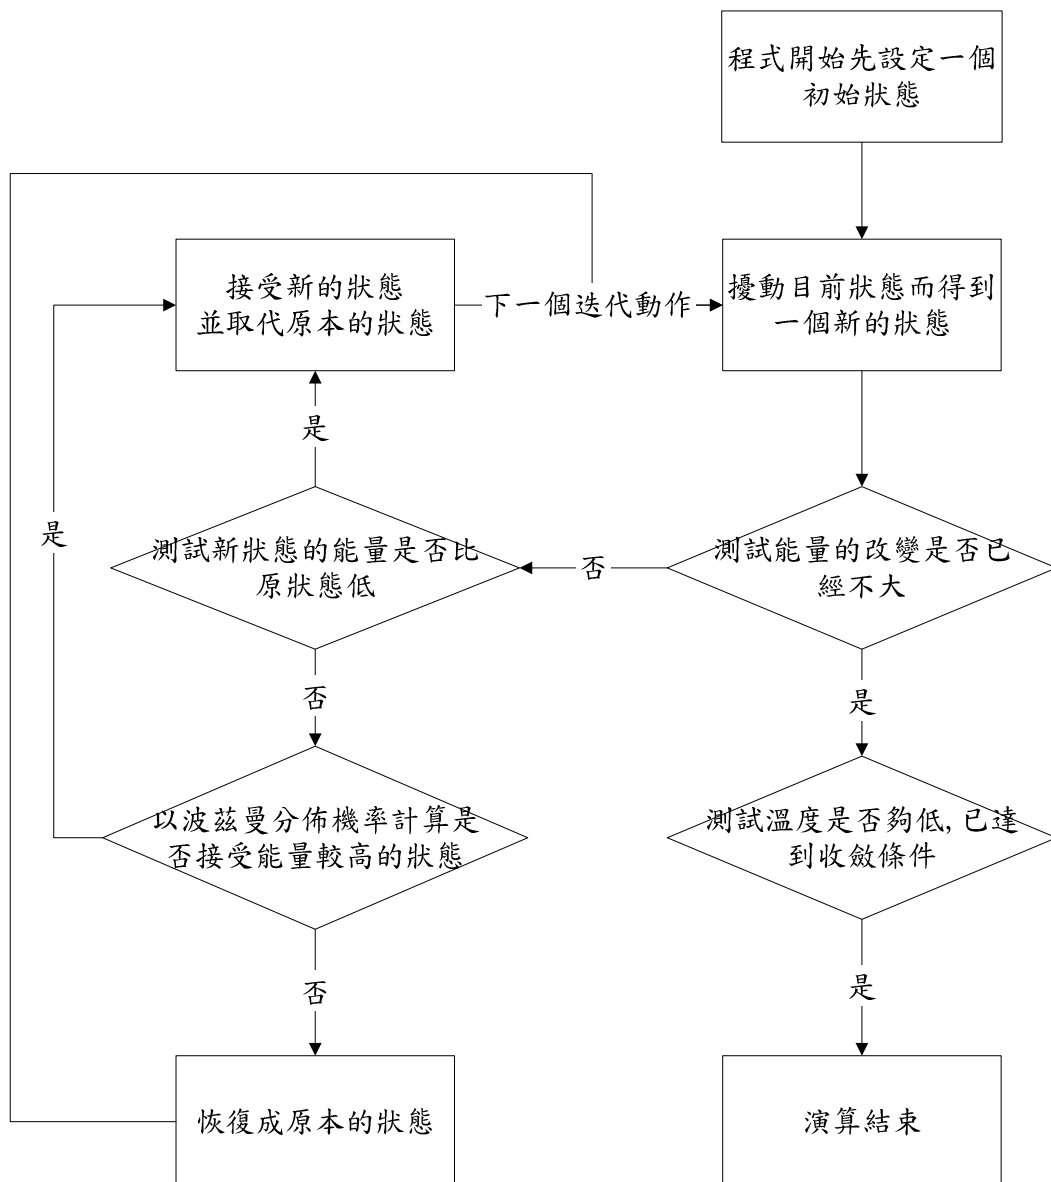 程式開始先設定一個
初始狀態
接受新的狀態
並取代原本的狀態
下一個迭代動作
擾動目前狀態而得到
一個新的狀態
是
是
測試新狀態的能量是否比
原狀態低
否
測試能量的改變是否已
經不大
否
是
以波茲曼分佈機率計算是
否接受能量較高的狀態
測試溫度是否夠低,已達
到收斂條件
否
是
恢復成原本的狀態
演算結束